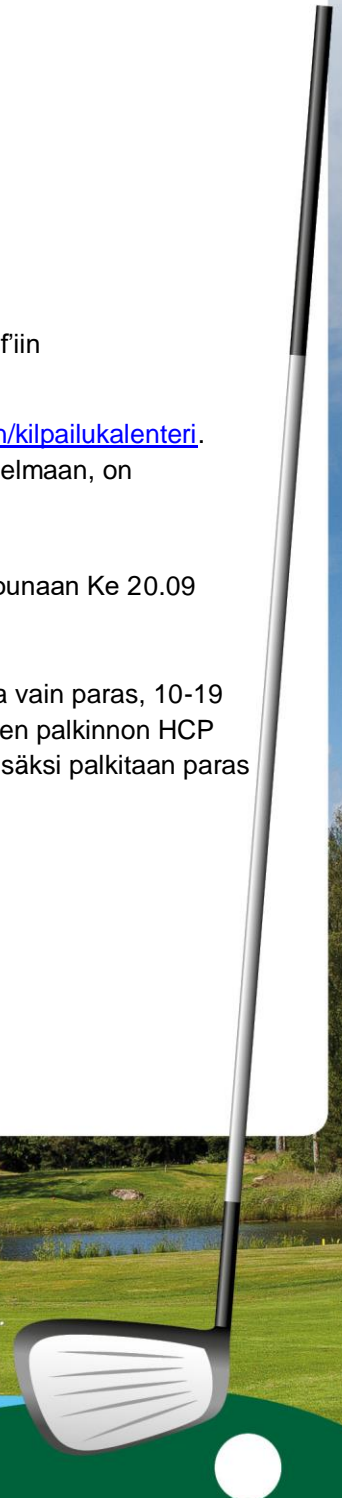 f'iin
n/kilpailukalenteri.
elmaan, on
ounaan Ke 20.09
a vain paras, 10-19
en palkinnon HCP
säksi palkitaan paras